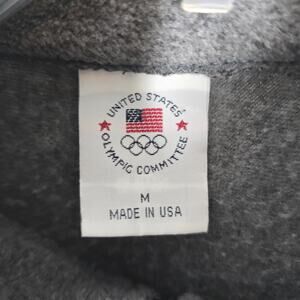 UNITED STATES
OLYMPIC COMMITTEE
M
MADE IN USA